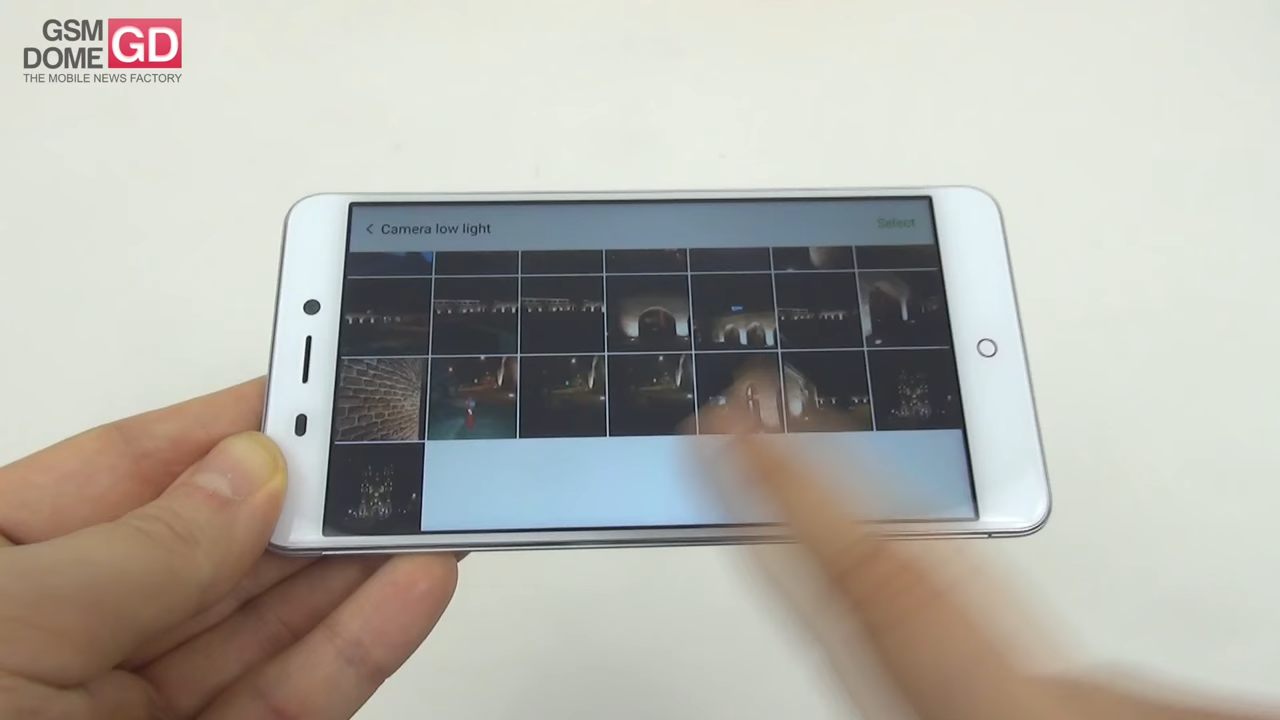 GSM
DOME GD
THE MOBILE NEWS FACTORY
< Camera low light
Select